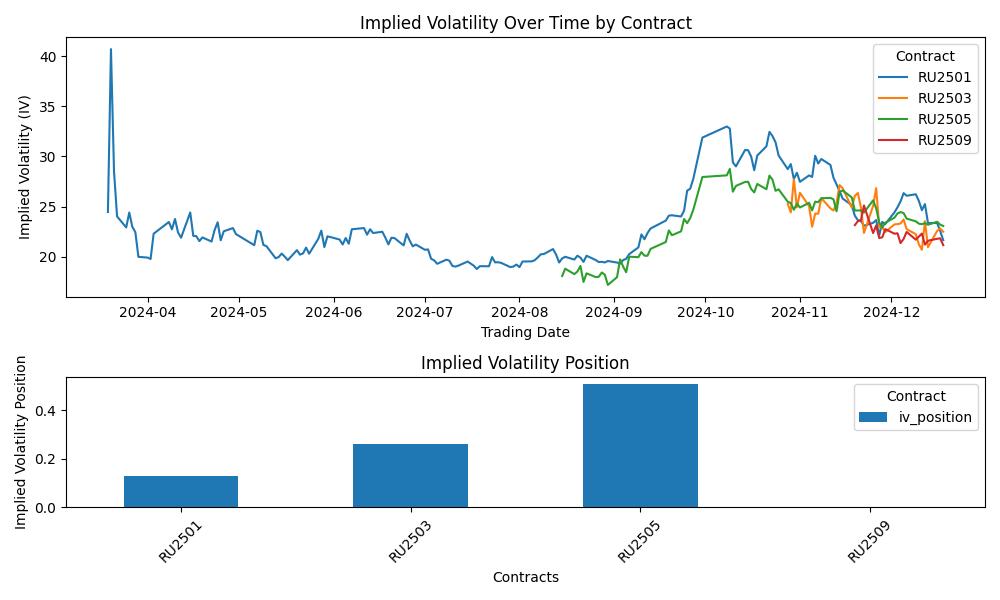 Implied Volatility Over Time by Contract
Implied Volatility (IV)
40
35
30
25
20
Contract
RU2501
RU2503
RU2505
RU2509
2024-04 2024-05 2024-06 2024-07 2024-08 2024-09 2024-10 2024-11 2024-12
Trading Date
Implied Volatility Position
Implied Volatility Position
0.4
0.2
0.0
Contract
iv_position
RU2501 RU2503 RU2505 RU2509
Contracts